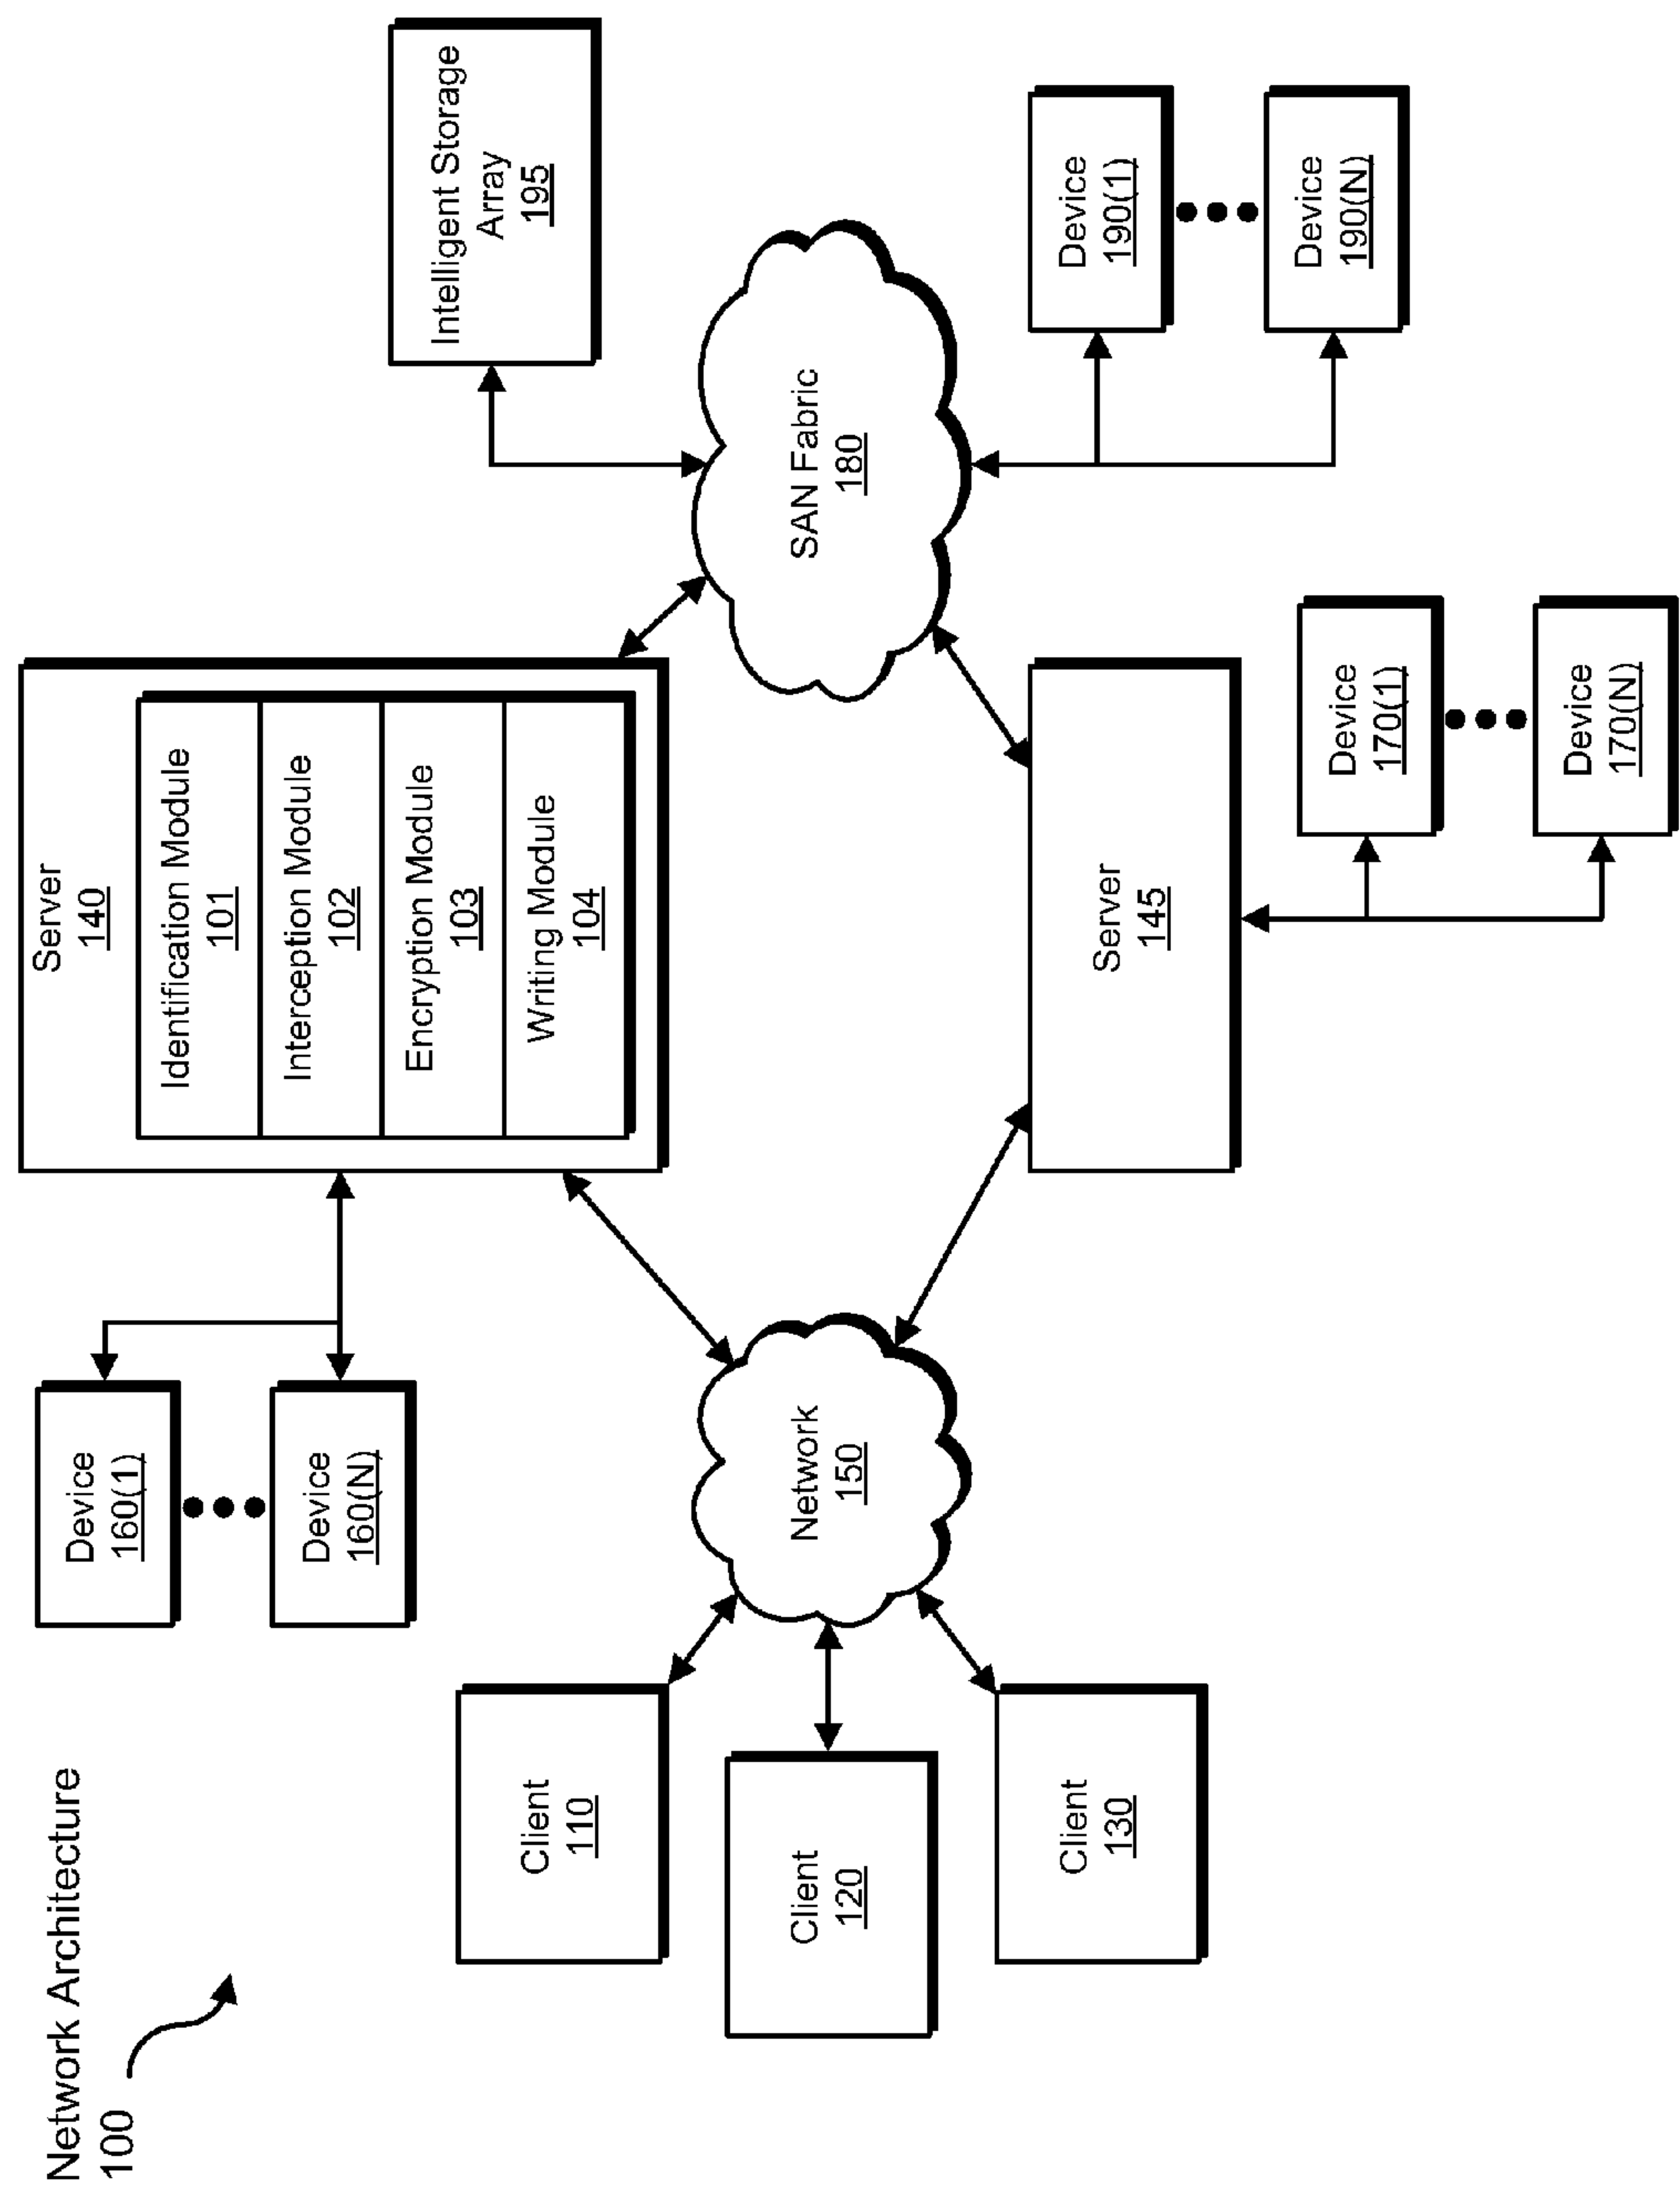 Network Architecture
100
Device
160(1)
Device
160(N)
Server
140
Identification Module
101
Interception Module
102
Encryption Module
103
Writing Module
104
Intelligent Storage
Array
195
Client
110
Client
120
Client
130
Network
150
SAN Fabric
180
Server
145
Device
190(1)
Device
190(N)
Device
170(1)
Device
170(N)